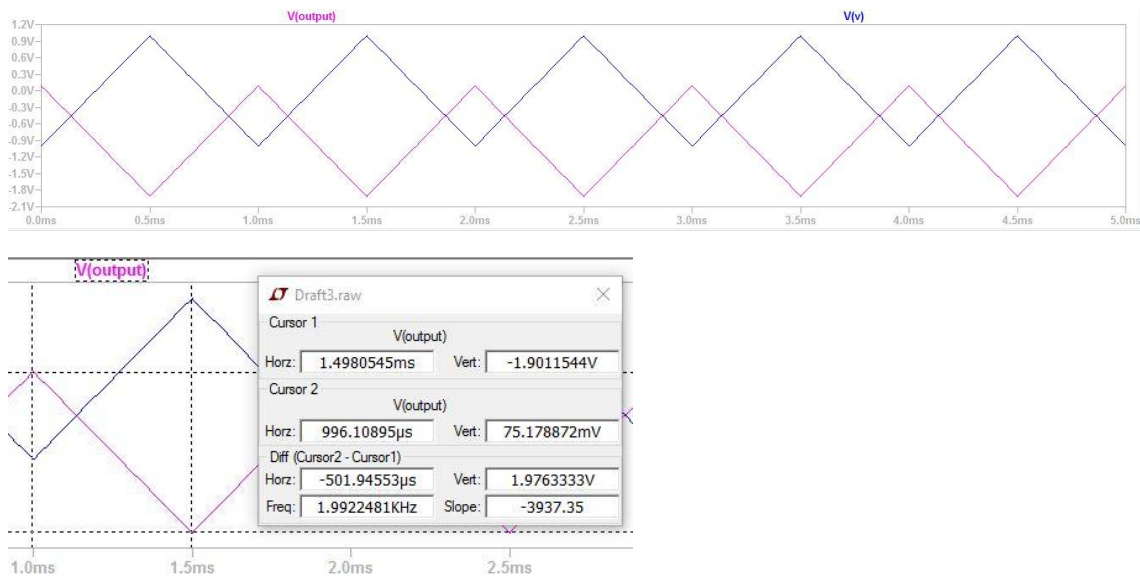 V(output) V(v)
1.2V
0.9V
0.6V
0.3V
0.0V
-0.3V
-0.6V
-0.9V
-1.2V
-1.5V
-1.8V
-2.1V
0.0ms 0.5ms 1.0ms 1.5ms 2.0ms 2.5ms 3.0ms 3.5ms 4.0ms 4.5ms 5.0ms
V(output)
Draft3.raw
Cursor 1
V(output)
Horz: 1.4980545ms Vert: -1.9011544V
Cursor 2
V(output)
Horz: 996.10895µs Vert: 75.178872mV
Diff (Cursor2 - Cursor1)
Horz: -501.94553µs Vert: 1.9763333V
Freq: 1.9922481KHz Slope: -3937.35
1.0ms 1.5ms 2.0ms 2.5ms